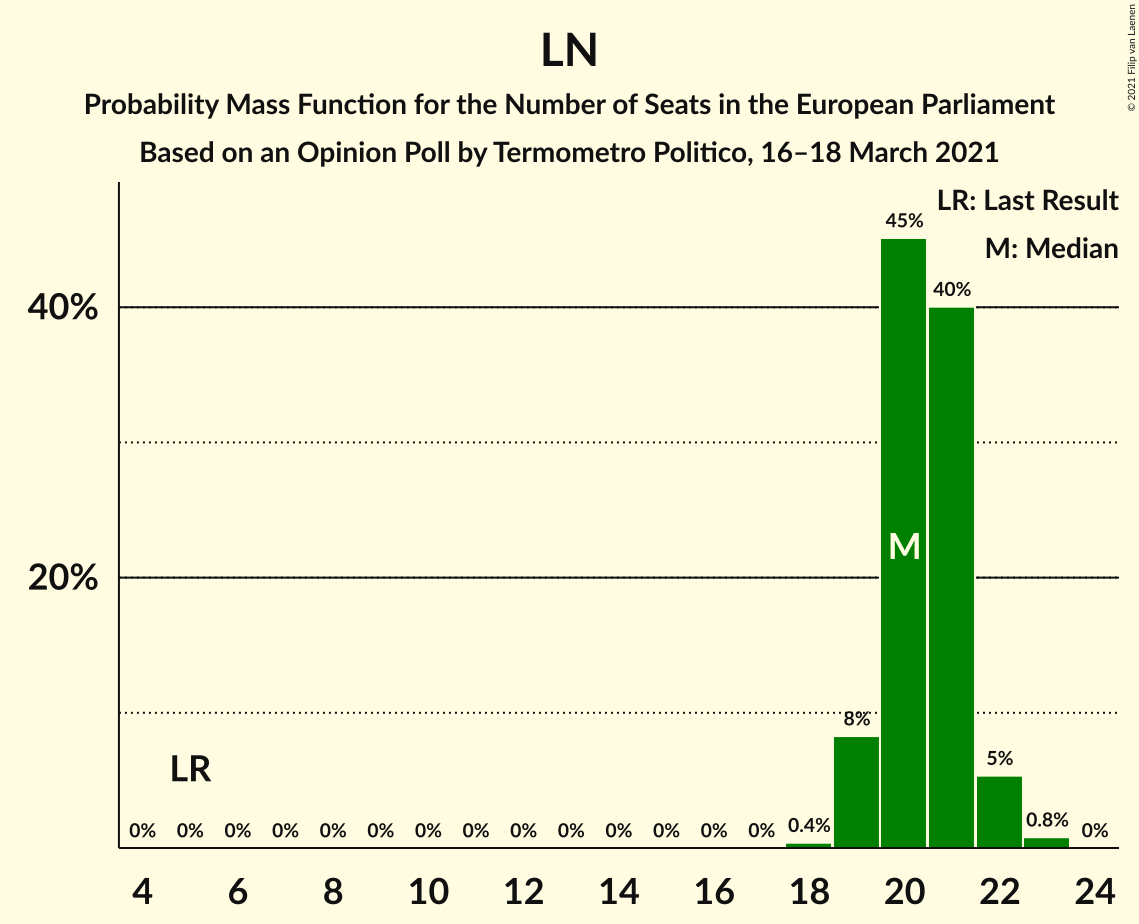 LN
Probability Mass Function for the Number of Seats in the European Parliament
Based on an Opinion Poll by Termometro Politico, 16–18 March 2021
© 2021 Filip van Laenen
LR: Last Result
M: Median
45%
40%
40%
M
20%
8%
5%
LR
0% 0% 0% 0% 0% 0% 0% 0% 0% 0% 0% 0% 0% 0% 0.4% 0.8% 0%
4 6 8 10 12 14 16 18 20 22 24